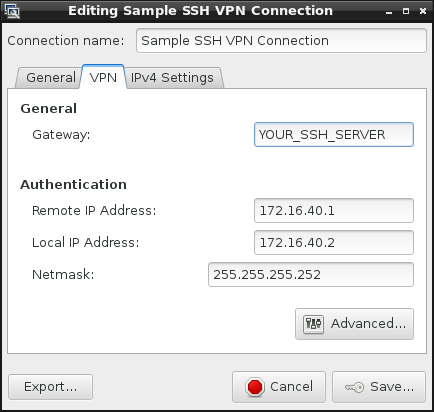 Editing Sample SSH VPN Connection
Connection name: Sample SSH VPN Connection
General VPN IPv4 Settings
General
Gateway: YOUR_SSH_SERVER
Authentication
Remote IP Address: 172.16.40.1
Local IP Address: 172.16.40.2
Netmask: 255.255.255.252
Advanced...
Export... Cancel Save...